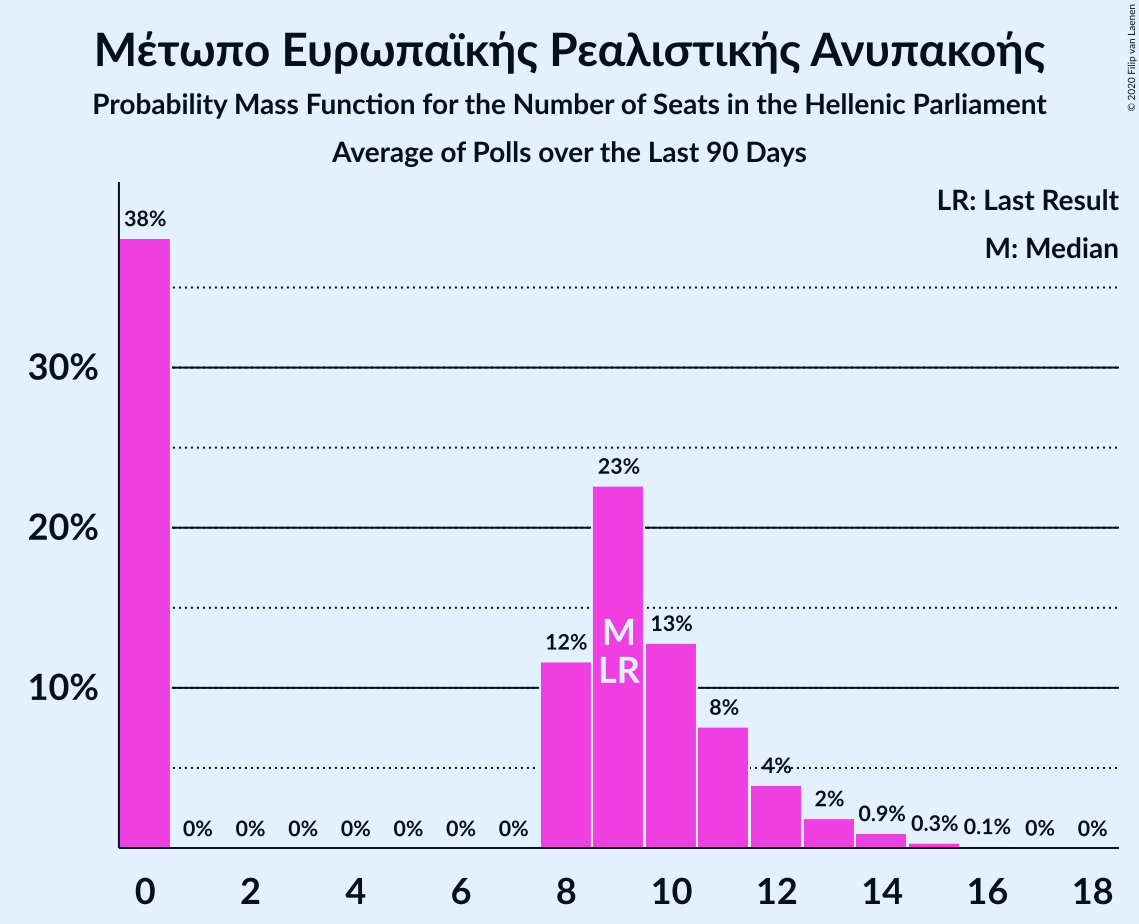 Μέτωπο Ευρωπαϊκής Ρεαλιστικής Ανυπακοής
Probability Mass Function for the Number of Seats in the Hellenic Parliament
Average of Polls over the Last 90 Days
© 2020 Filip van Laenen
LR: Last Result
M: Median
38%
30%
23%
20%
M
LR
13%
12%
10%
8%
4%
2%
0.9%
0.3%
0.1%
0%
0%
0%
0%
0%
0%
0%
0%
0%
0 2 4 6 8 10 12 14 16 18